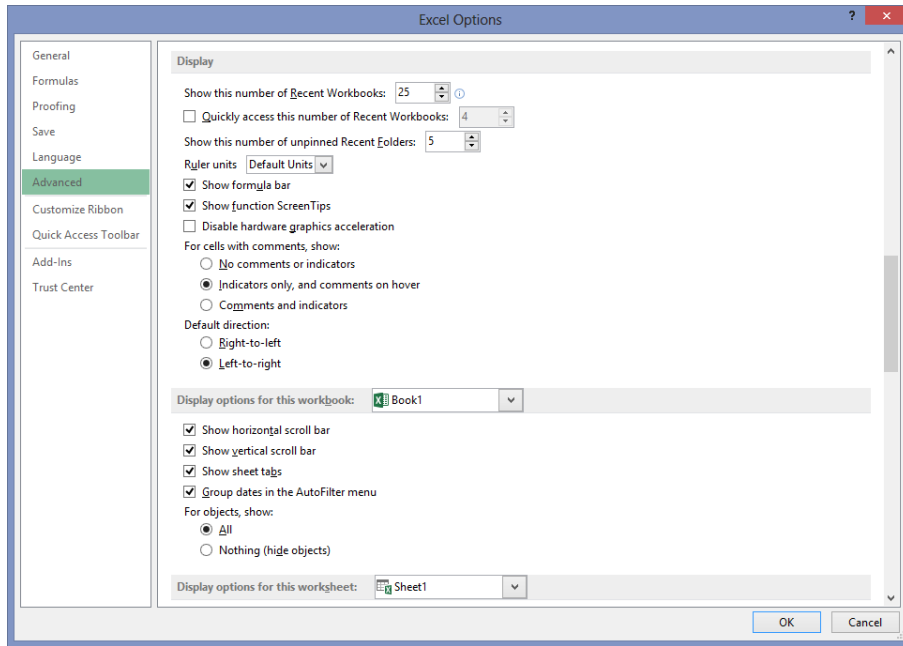 Excel Options
?
General
Formulas
Proofing
Save
Language
Advanced
Customize Ribbon
Quick Access Toolbar
Add-Ins
Trust Center
Display
Show this number of Recent Workbooks: 25
Quickly access this number of Recent Workbooks: 4
Show this number of unpinned Recent Folders: 5
Ruler units Default Units
Show formula bar
Show function ScreenTips
Disable hardware graphics acceleration
For cells with comments, show:
No comments or indicators
Indicators only, and comments on hover
Comments and indicators
Default direction:
Right-to-left
Left-to-right
Display options for this workbook: Book1
Show horizontal scroll bar
Show vertical scroll bar
Show sheet tabs
Group dates in the AutoFilter menu
For objects, show:
All
Nothing (hide objects)
Display options for this worksheet: Sheet1
OK Cancel